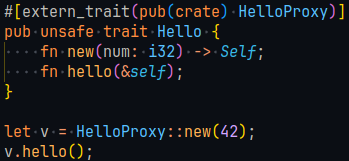 #[extern_trait(pub(crate) HelloProxy)]
pub unsafe trait Hello {
    fn new(num: i32) -> Self;
    fn hello(&self);
}

let v = HelloProxy::new(42);
v.hello();